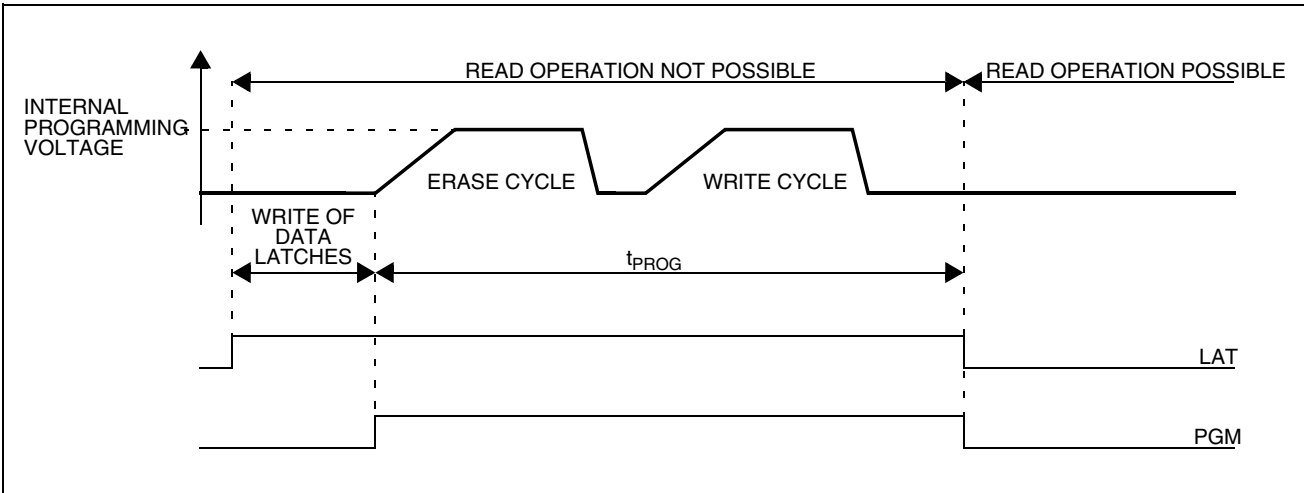 READ OPERATION NOT POSSIBLE
READ OPERATION POSSIBLE
INTERNAL
PROGRAMMING
VOLTAGE
ERASE CYCLE
WRITE CYCLE
WRITE OF
DATA
LATCHES
tPROG
LAT
PGM